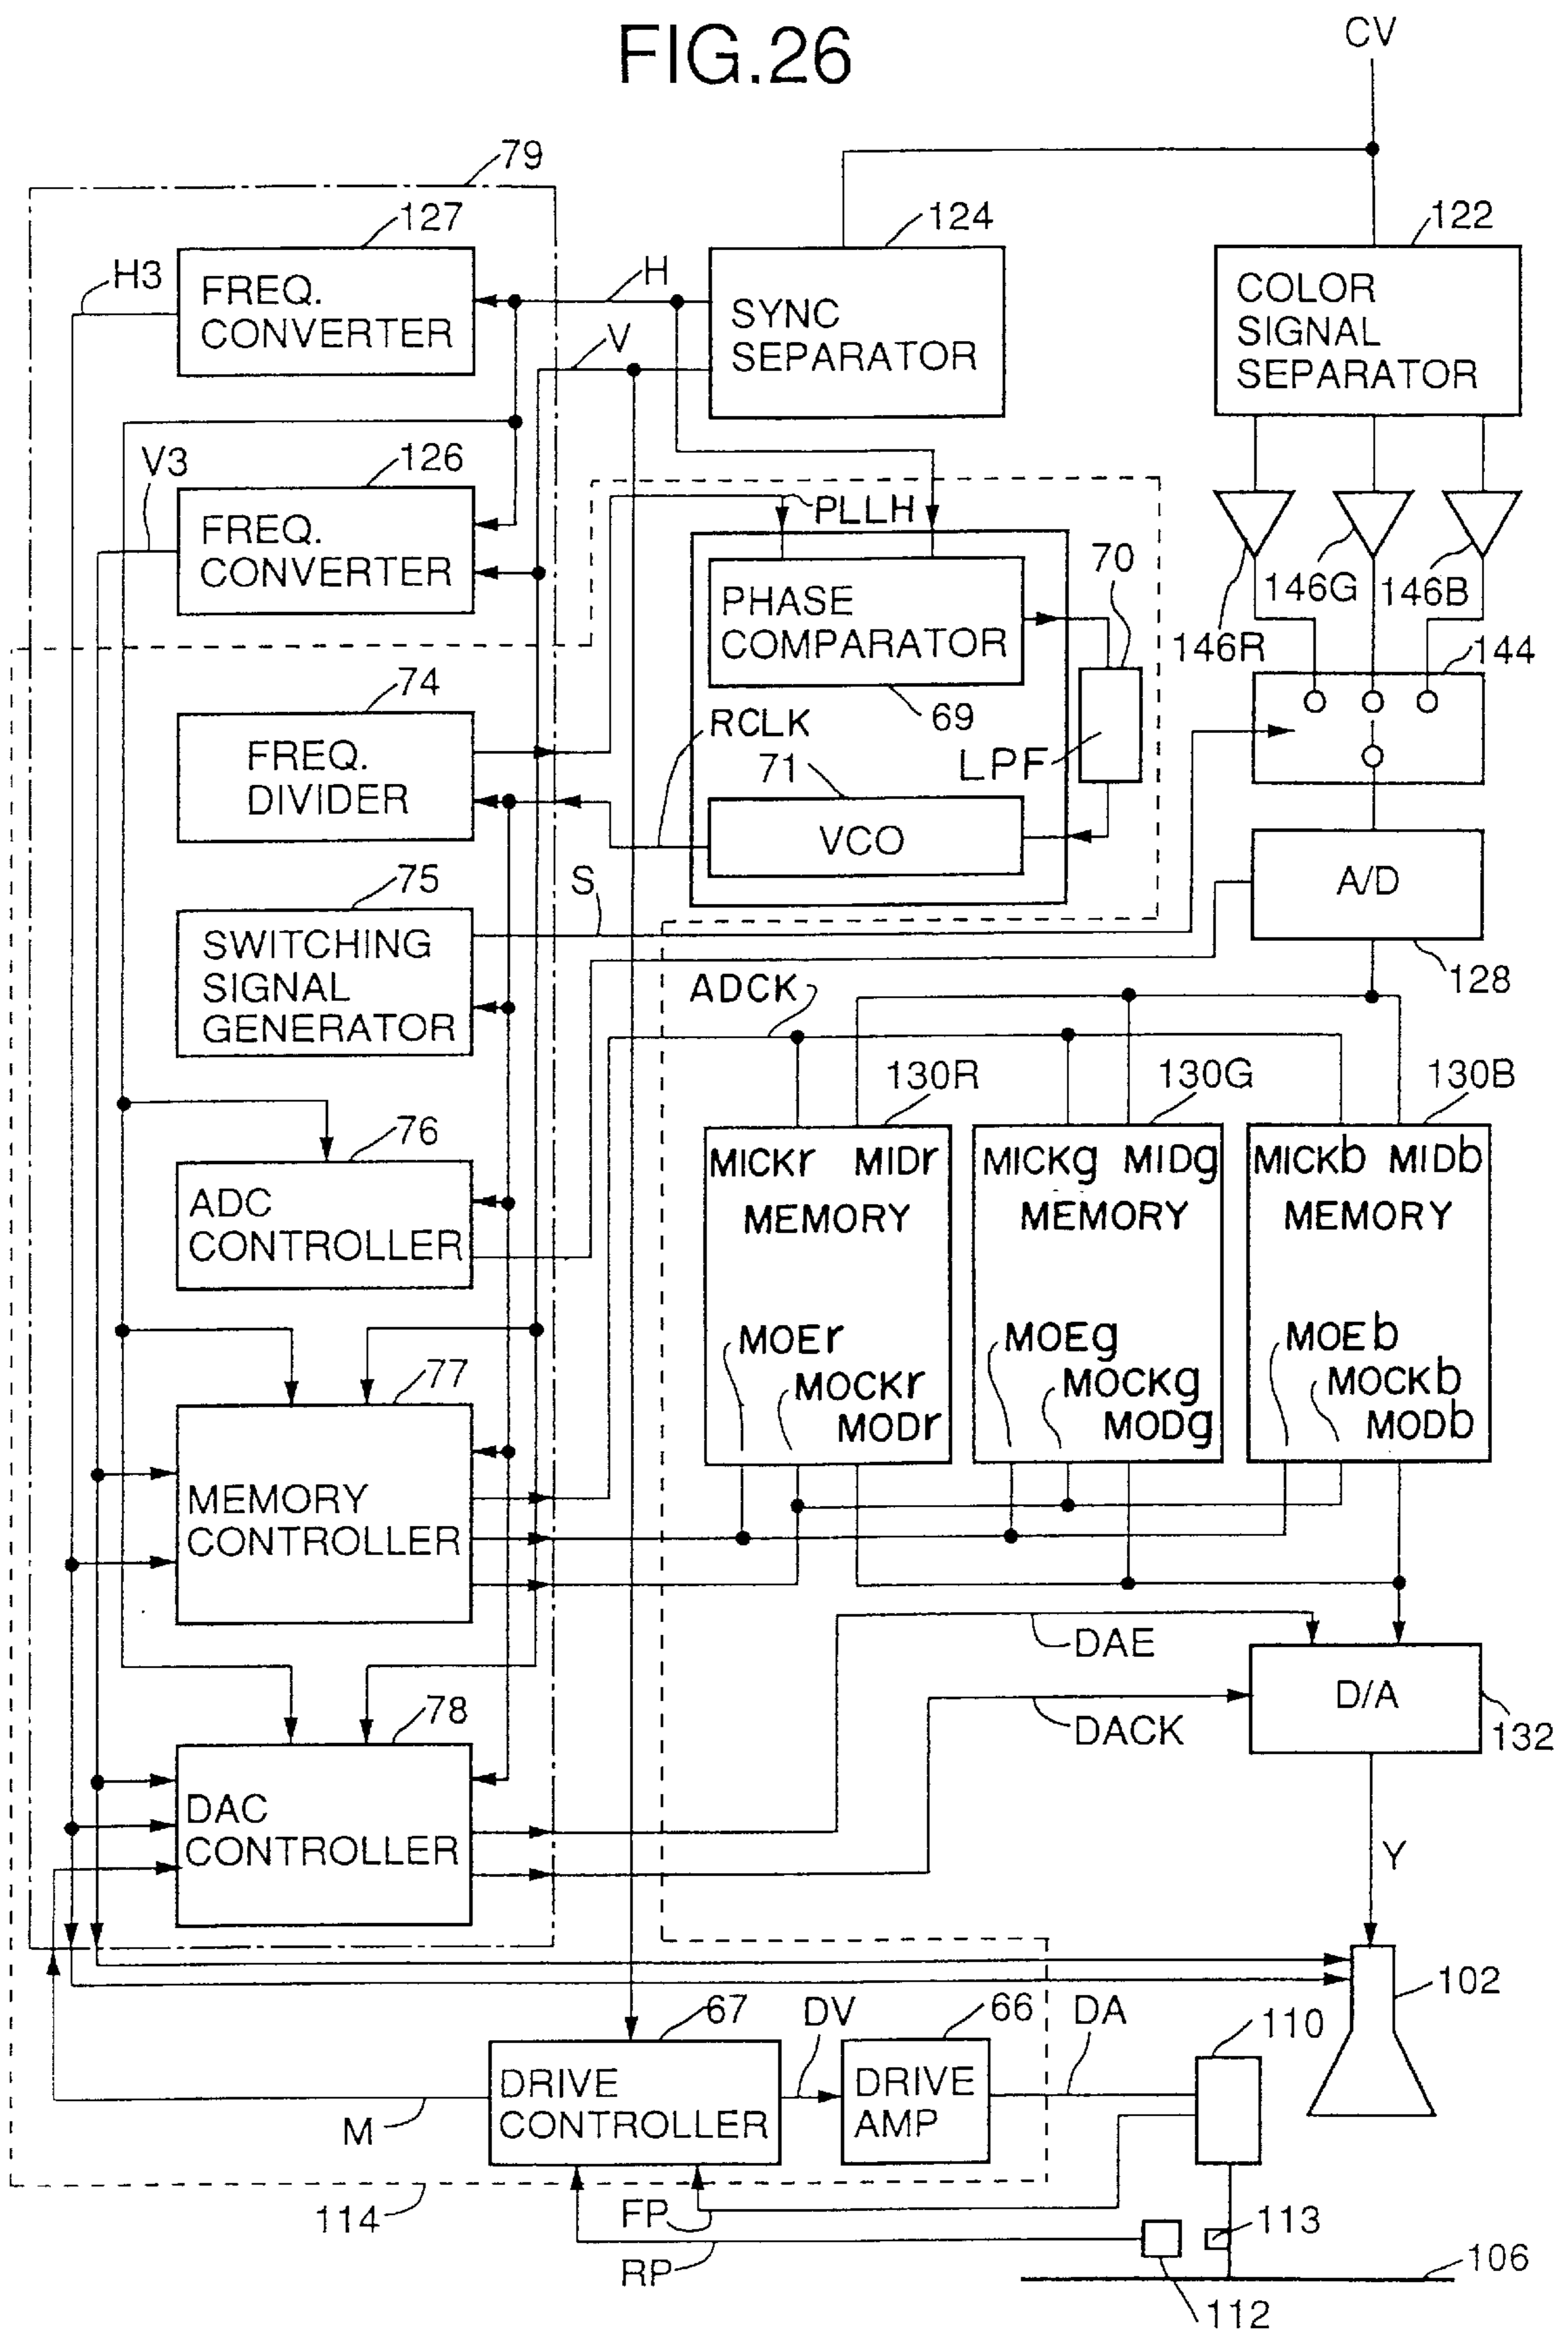 FIG.26
CV
79
127
124
122
H3
FREQ.
CONVERTER
H
V
SYNC
SEPARATOR
COLOR
SIGNAL
SEPARATOR
V3
126
FREQ.
CONVERTER
PLLH
PHASE
COMPARATOR
69
70
LPF
146R
146G
146B
144
74
FREQ.
DIVIDER
RCLK
71
VCO
A/D
128
75
SWITCHING
SIGNAL
GENERATOR
S
ADCK
130R
130G
130B
76
ADC
CONTROLLER
MICKr MIDr
MEMORY
MOEr
MOCKr
MODr
MICKg MIDg
MEMORY
MOEg
MOCKg
MODg
MICKb MIDb
MEMORY
MOEb
MOCKb
MODb
77
MEMORY
CONTROLLER
DAE
DACK
D/A
132
78
DAC
CONTROLLER
Y
102
67
DRIVE
CONTROLLER
DV
66
DRIVE
AMP
DA
110
M
114
FP
RP
113
112
106